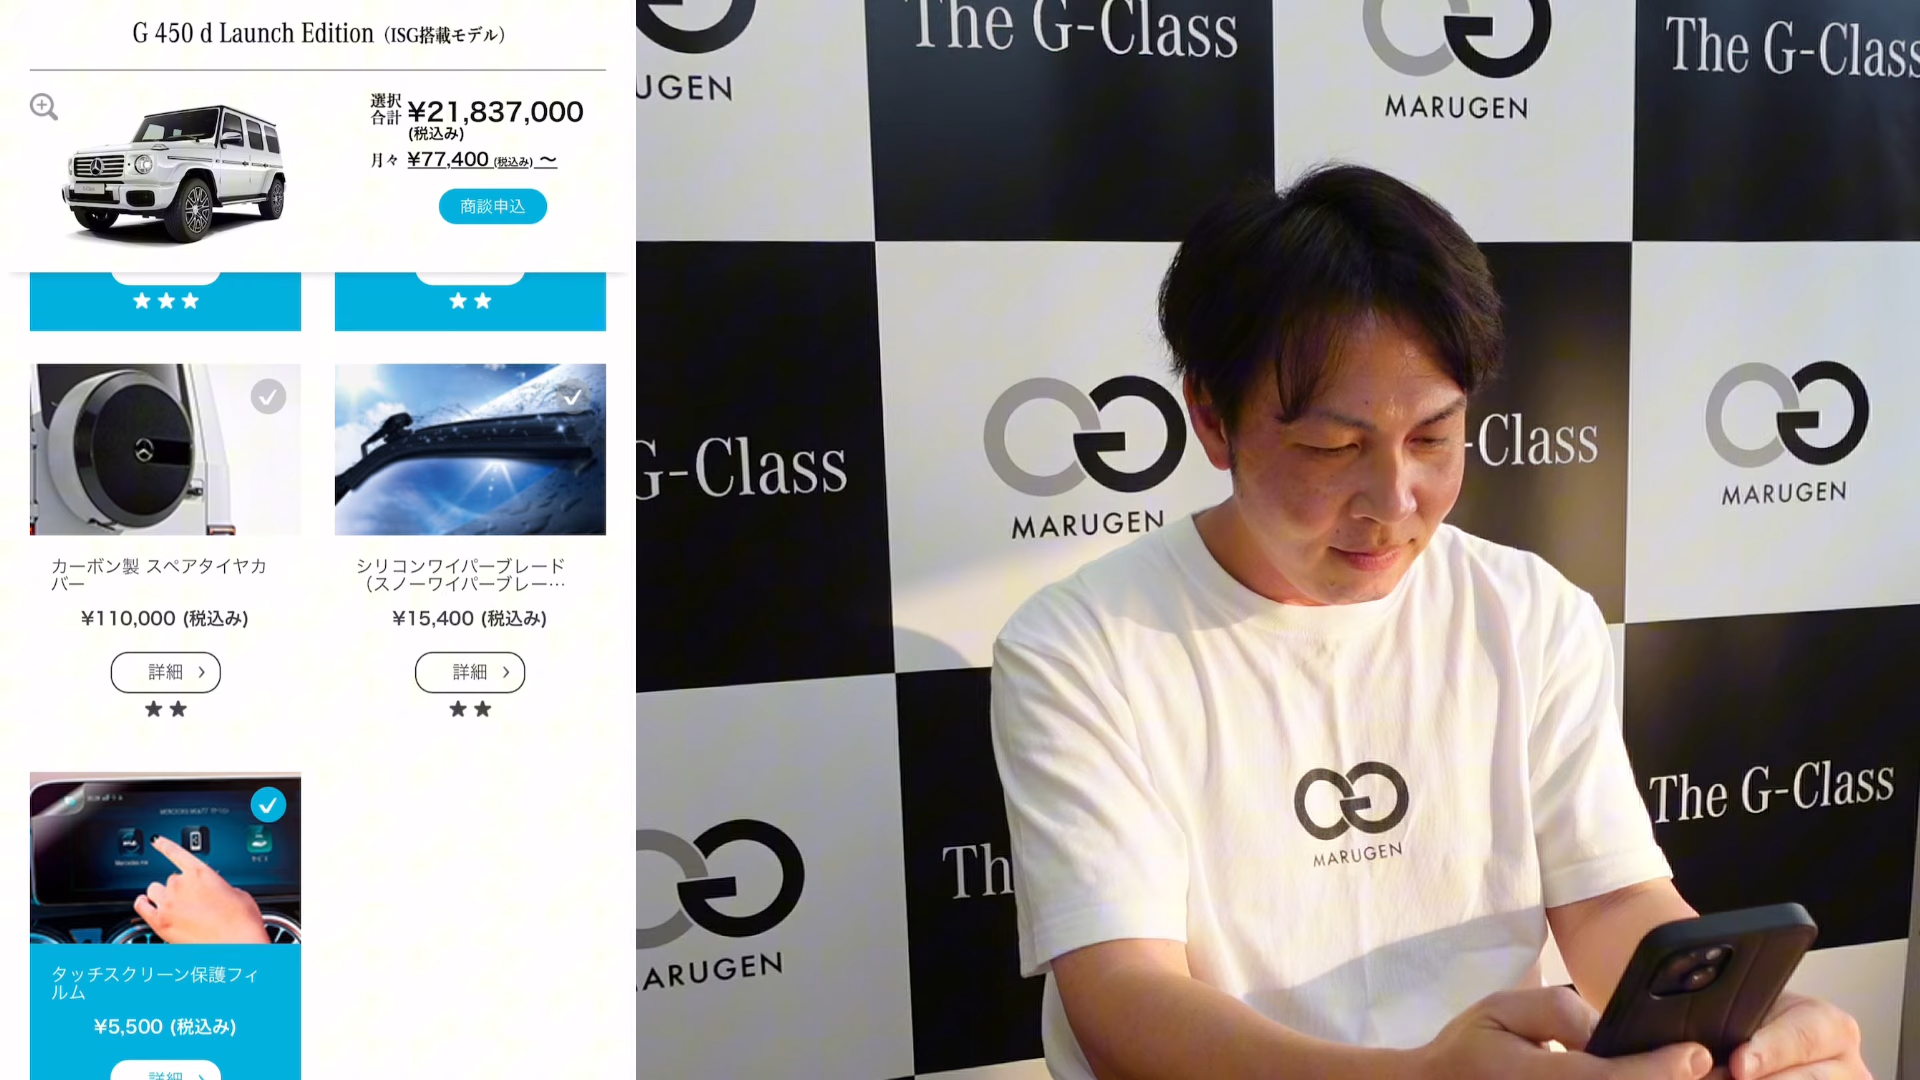 G 450 d Launch Edition（ISG搭載モデル）
選択
合計 ¥21,837,000
(税込み)
月々 ¥77,400 (税込み) ～
商談申込
★★★
★★
カーボン製 スペアタイヤカ
バー
¥110,000 (税込み)
詳細 ›
★★
シリコンワイパーブレード
（スノーワイパーブレー…
¥15,400 (税込み)
詳細 ›
★★
タッチスクリーン保護フィ
ルム
¥5,500 (税込み)
詳細 ›
UGEN
The G-Class
MARUGEN
The G-Class
G-Class
MARUGEN
-Class
MARUGEN
ARUGEN
Th
MARUGEN
The G-Class